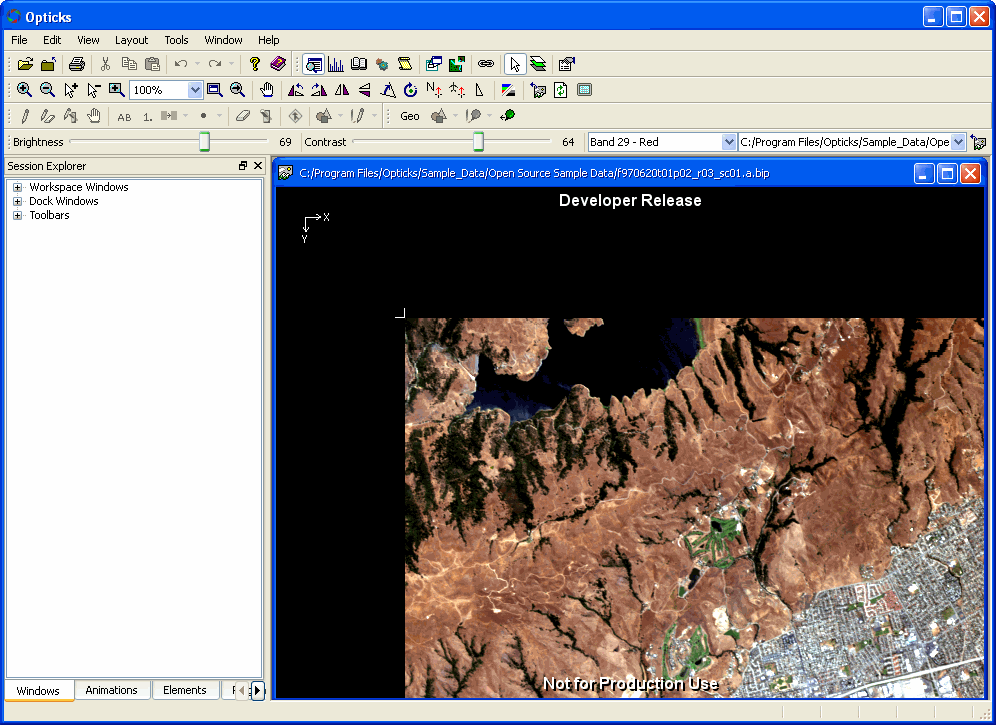 Opticks
File Edit View Layout Tools Window Help
100%
N
AB 1. Geo
Brightness 69 Contrast 64 Band 29 - Red C:/Program Files/Opticks/Sample_Data/Ope
Session Explorer
Workspace Windows
Dock Windows
Toolbars
Windows Animations Elements
C:/Program Files/Opticks/Sample_Data/Open Source Sample Data/f970620t01p02_r03_sc01.a.bip
Developer Release
X
Y
Not for Production Use